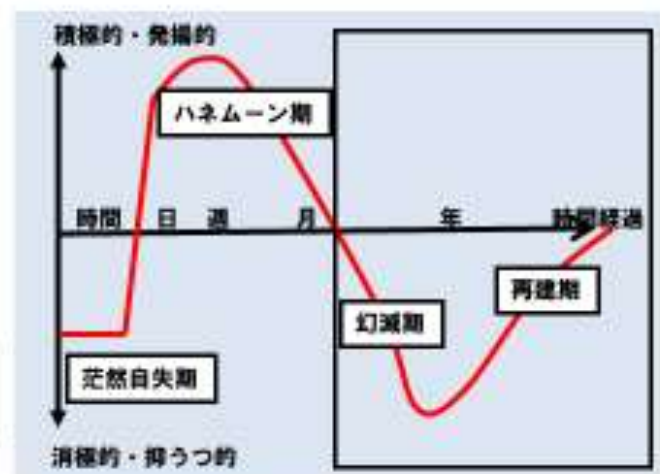 積極的・発揚的
ハネムーン期
時間 日 週 月 年 時間経過
再建期
幻滅期
茫然自失期
消極的・抑うつ的